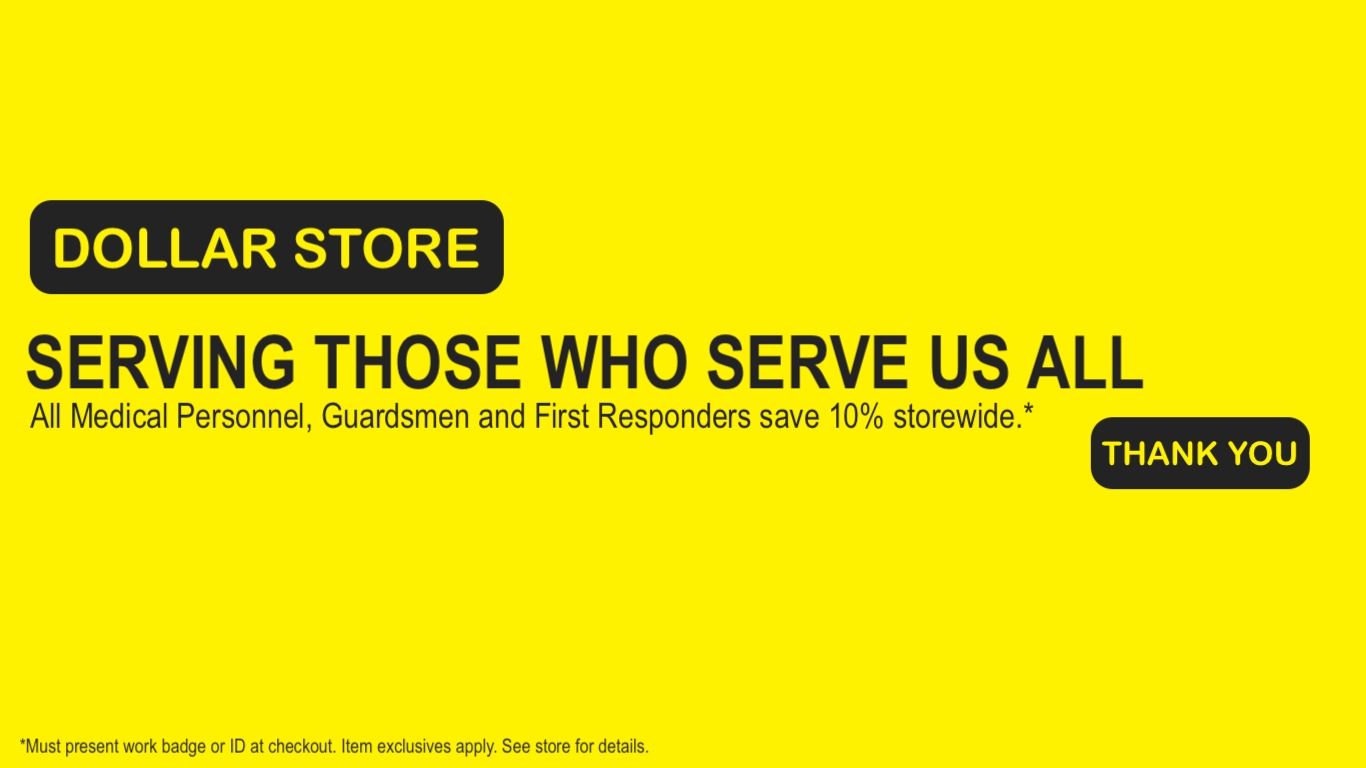 DOLLAR STORE
SERVING THOSE WHO SERVE US ALL
All Medical Personnel, Guardsmen and First Responders save 10% storewide.*
THANK YOU
*Must present work badge or ID at checkout. Item exclusives apply. See store for details.